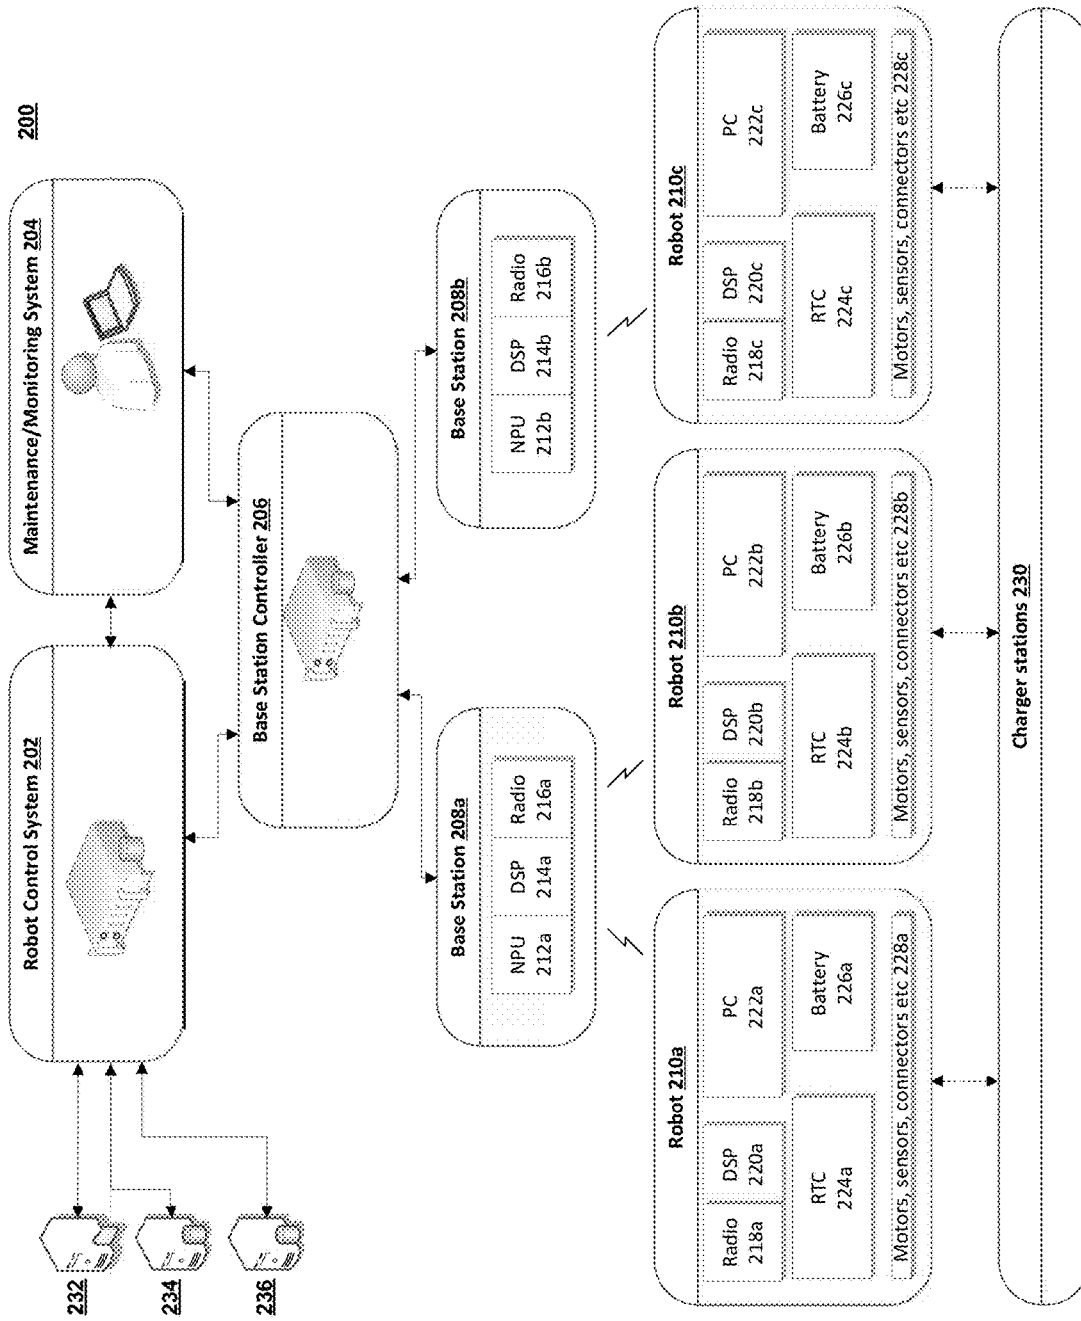 200
Robot Control System 202
Maintenance/Monitoring System 204
232
234
236
Base Station Controller 206
Base Station 208a
NPU
212a
DSP
214a
Radio
216a
Base Station 208b
NPU
212b
DSP
214b
Radio
216b
Robot 210a
Radio
218a
DSP
220a
PC
222a
RTC
224a
Battery
226a
Motors, sensors, connectors etc 228a
Robot 210b
Radio
218b
DSP
220b
PC
222b
RTC
224b
Battery
226b
Motors, sensors, connectors etc 228b
Robot 210c
Radio
218c
DSP
220c
PC
222c
RTC
224c
Battery
226c
Motors, sensors, connectors etc 228c
Charger stations 230